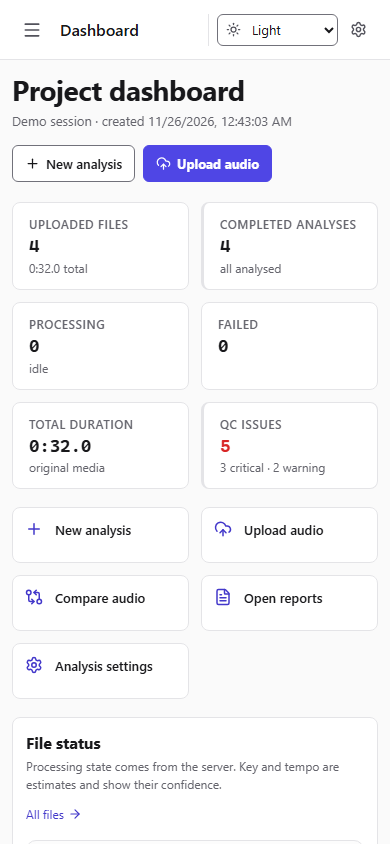 Dashboard
Light
Project dashboard
Demo session · created 11/26/2026, 12:43:03 AM
New analysis
Upload audio
UPLOADED FILES
4
0:32.0 total
COMPLETED ANALYSES
4
all analysed
PROCESSING
0
idle
FAILED
0
TOTAL DURATION
0:32.0
original media
QC ISSUES
5
3 critical · 2 warning
New analysis
Upload audio
Compare audio
Open reports
Analysis settings
File status
Processing state comes from the server. Key and tempo are
estimates and show their confidence.
All files